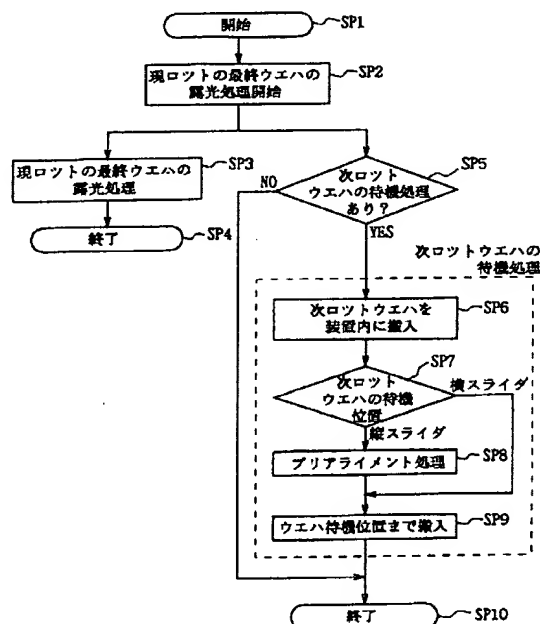 開始
SP1
現ロツトの最終ウエハの
露光処理開始
SP2
現ロツトの最終ウエハの
露光処理
SP3
終了
SP4
次ロツト
ウエハの待機処理
あり?
SP5
NO
YES
次ロツトウエハの
待機処理
次ロツトウエハを
装置内に搬入
SP6
次ロツト
ウエハの待機
位置
SP7
横スライダ
縦スライダ
プリアライメント処理
SP8
ウエハ待機位置まで搬入
SP9
終了
SP10